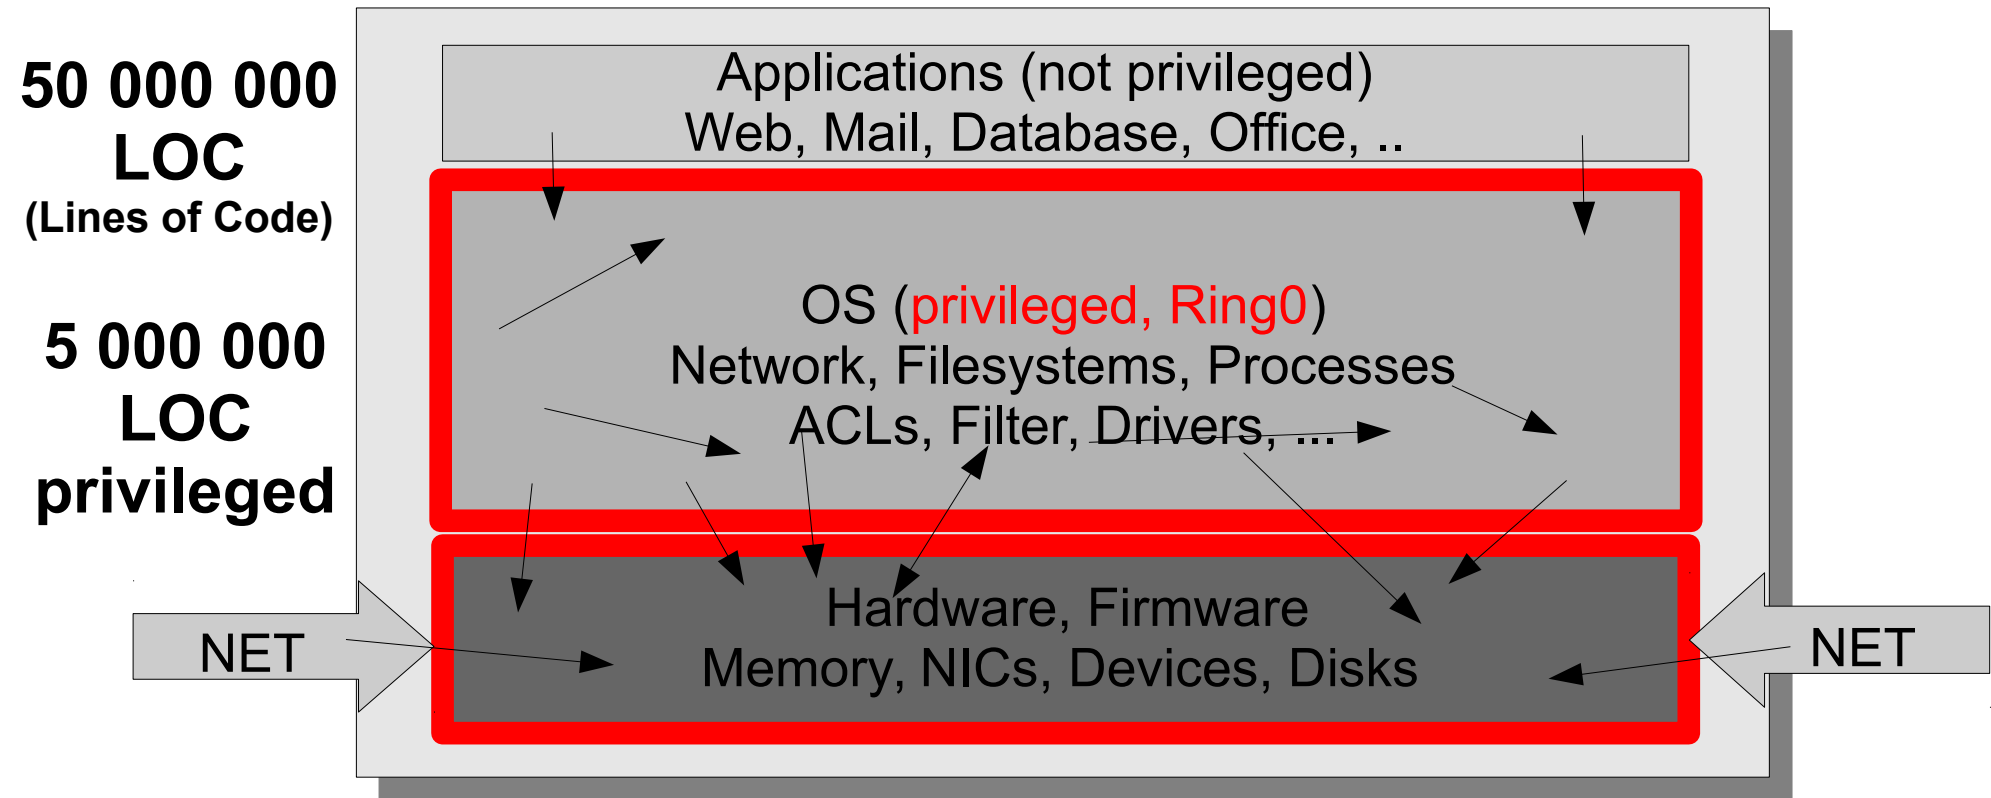 50 000 000
LOC
(Lines of Code)
5 000 000
LOC
privileged
Applications (not privileged)
Web, Mail, Database, Office, ..
OS (privileged, Ring0)
Network, Filesystems, Processes
ACLs, Filter, Drivers, ...
Hardware, Firmware
Memory, NICs, Devices, Disks
NET
NET